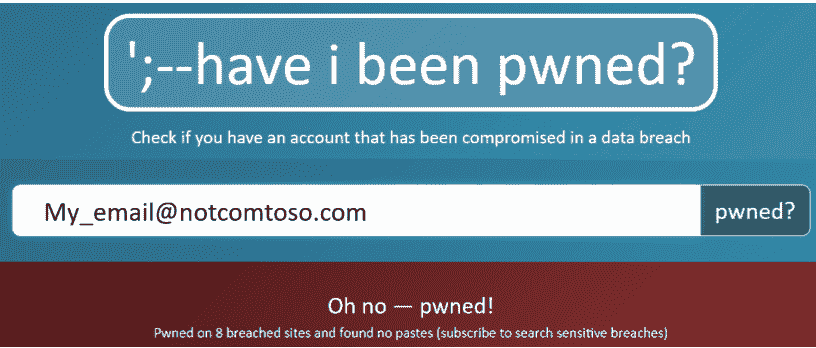 ';--have i been pwned?
Check if you have an account that has been compromised in a data breach
My_email@notcomtoso.com
pwned?
Oh no — pwned!
Pwned on 8 breached sites and found no pastes (subscribe to search sensitive breaches)